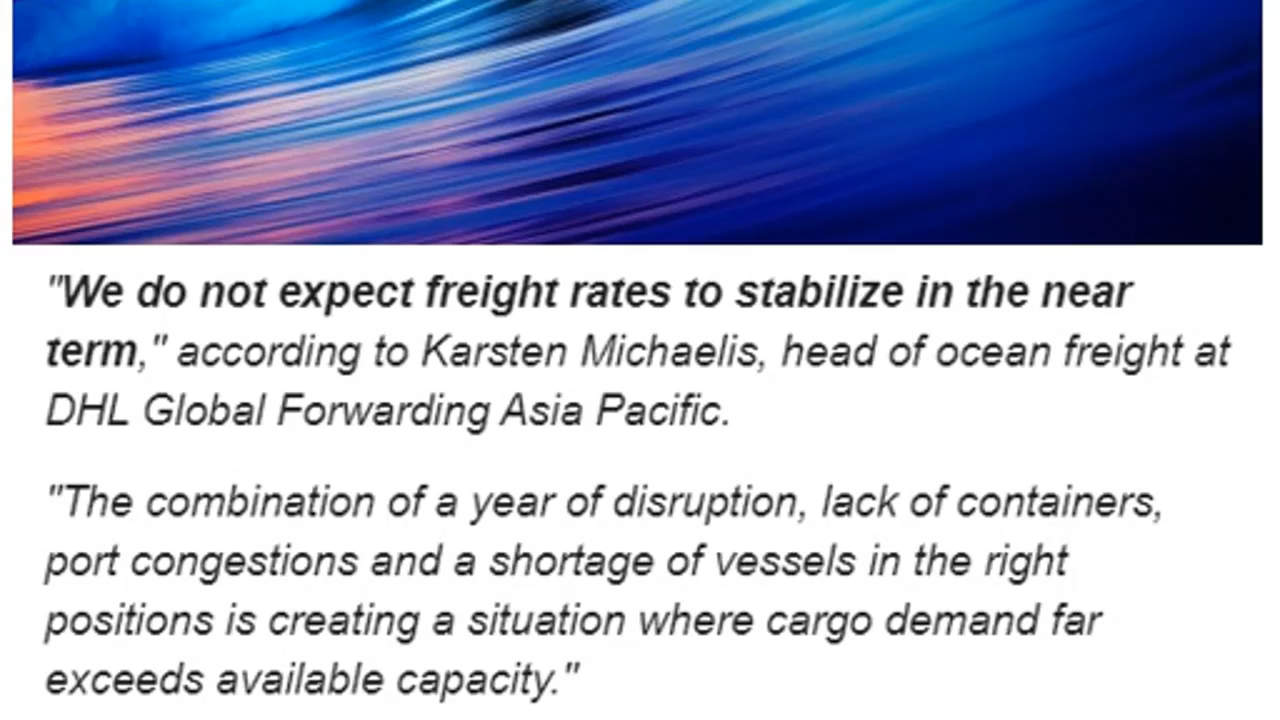 "We do not expect freight rates to stabilize in the near
term," according to Karsten Michaelis, head of ocean freight at
DHL Global Forwarding Asia Pacific.
"The combination of a year of disruption, lack of containers,
port congestions and a shortage of vessels in the right
positions is creating a situation where cargo demand far
exceeds available capacity."